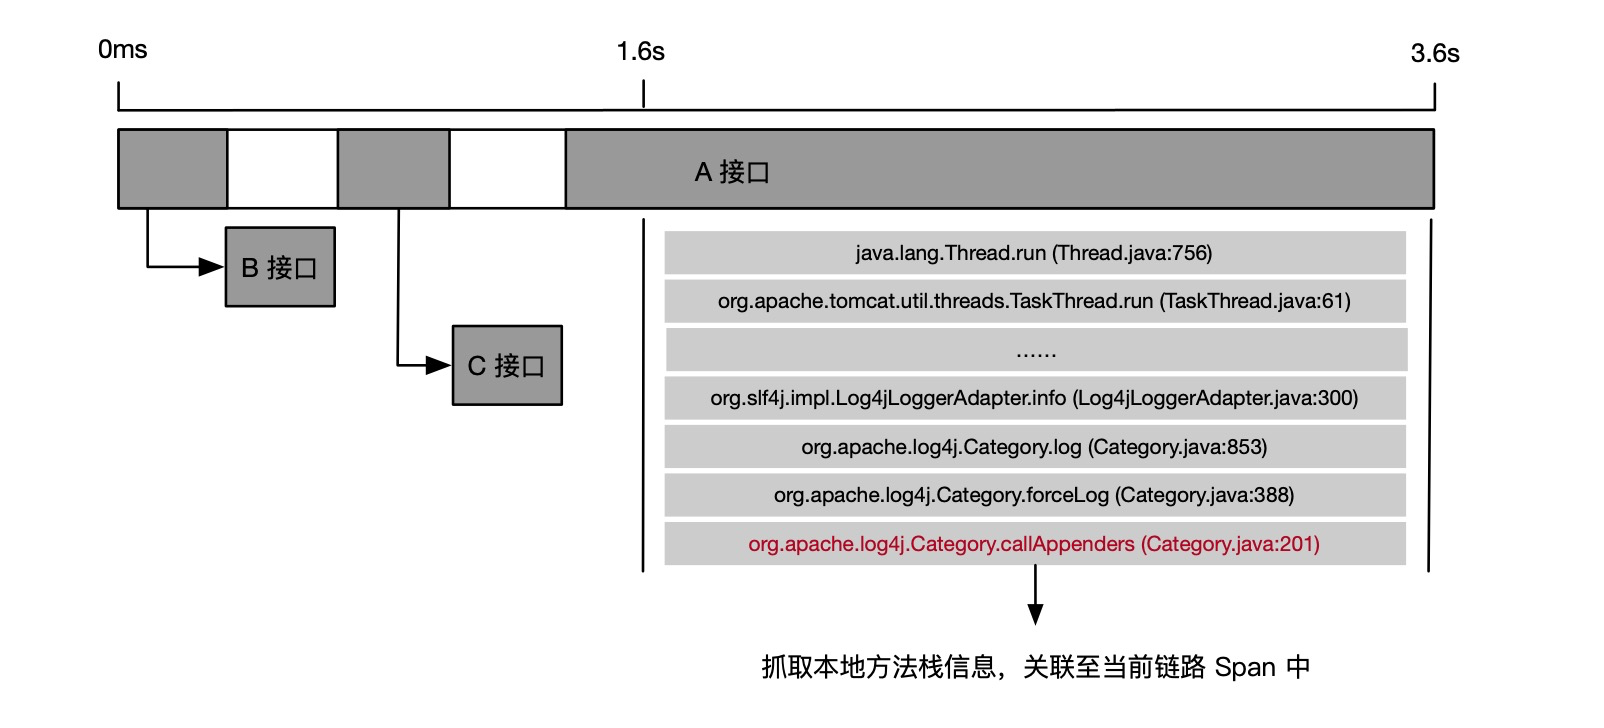 0ms
1.6s
3.6s
A 接口
B 接口
C 接口
java.lang.Thread.run (Thread.java:756)
org.apache.tomcat.util.threads.TaskThread.run (TaskThread.java:61)
......
org.slf4j.impl.Log4jLoggerAdapter.info (Log4jLoggerAdapter.java:300)
org.apache.log4j.Category.log (Category.java:853)
org.apache.log4j.Category.forceLog (Category.java:388)
org.apache.log4j.Category.callAppenders (Category.java:201)
抓取本地方法栈信息，关联至当前链路 Span 中